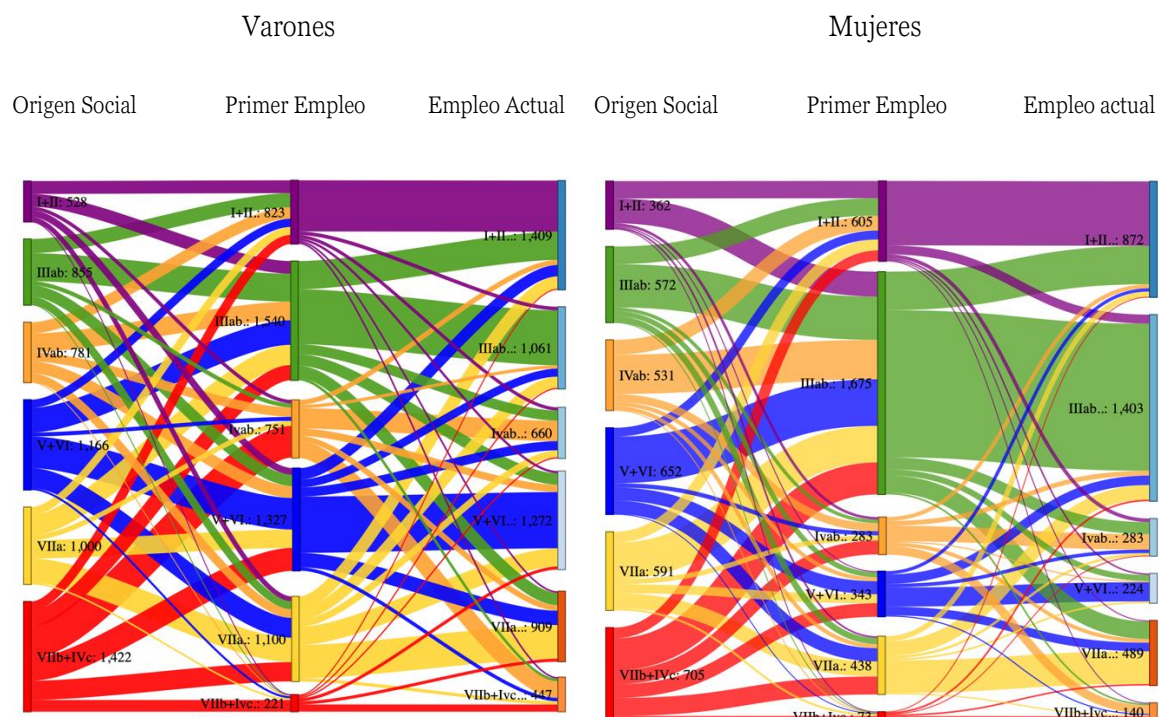 Varones
Mujeres
Origen Social
Primer Empleo
Empleo Actual
Origen Social
Primer Empleo
Empleo actual
I+II: 528
IIIab: 855
IVab: 781
V+VI: 1,166
VIIa: 1,000
VIIb+IVc: 1,422
I+II.: 823
IIIab.: 1,540
Ivab.: 751
V+VI.: 1,327
VIIa.: 1,100
VIIb+Ivc.: 221
I+II..: 1,409
IIIab..: 1,061
Ivab..: 660
V+VI..: 1,272
VIIa..: 909
VIIb+Ivc..: 447
I+II: 362
IIIab: 572
IVab: 531
V+VI: 652
VIIa: 591
VIIb+IVc: 705
I+II.: 605
IIIab.: 1,675
Ivab.: 283
V+VI.: 343
VIIa.: 438
VIIb+Ivc.: 73
I+II..: 872
IIIab..: 1,403
Ivab..: 283
V+VI..: 224
VIIa..: 489
VIIb+Ivc..: 140